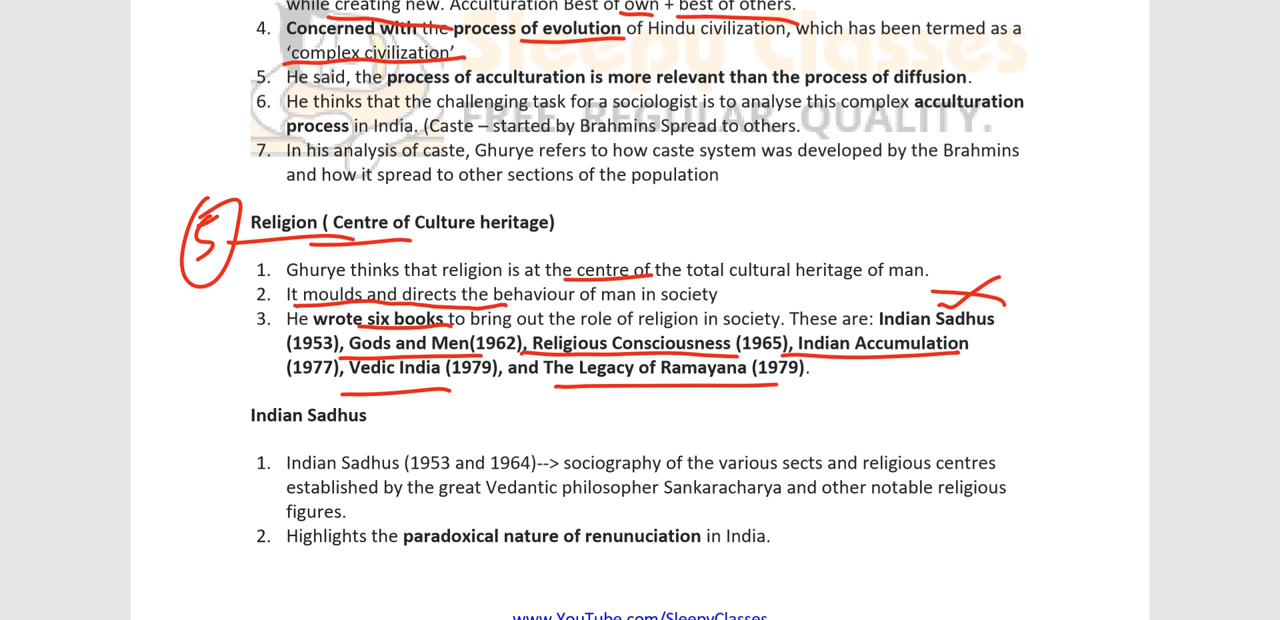 while creating new. Acculturation Best of own + best of others.
4. Concerned with the process of evolution of Hindu civilization, which has been termed as a
‘complex civilization’.
5. He said, the process of acculturation is more relevant than the process of diffusion.
6. He thinks that the challenging task for a sociologist is to analyse this complex acculturation
process in India. (Caste – started by Brahmins Spread to others.
7. In his analysis of caste, Ghurye refers to how caste system was developed by the Brahmins
and how it spread to other sections of the population
Sleepy Classes
FREE. REGULAR. QUALITY.
5
Religion ( Centre of Culture heritage)
1. Ghurye thinks that religion is at the centre of the total cultural heritage of man.
2. It moulds and directs the behaviour of man in society
3. He wrote six books to bring out the role of religion in society. These are: Indian Sadhus
(1953), Gods and Men(1962), Religious Consciousness (1965), Indian Accumulation
(1977), Vedic India (1979), and The Legacy of Ramayana (1979).
Indian Sadhus
1. Indian Sadhus (1953 and 1964)--> sociography of the various sects and religious centres
established by the great Vedantic philosopher Sankaracharya and other notable religious
figures.
2. Highlights the paradoxical nature of renunuciation in India.
www.YouTube.com/SleepyClasses